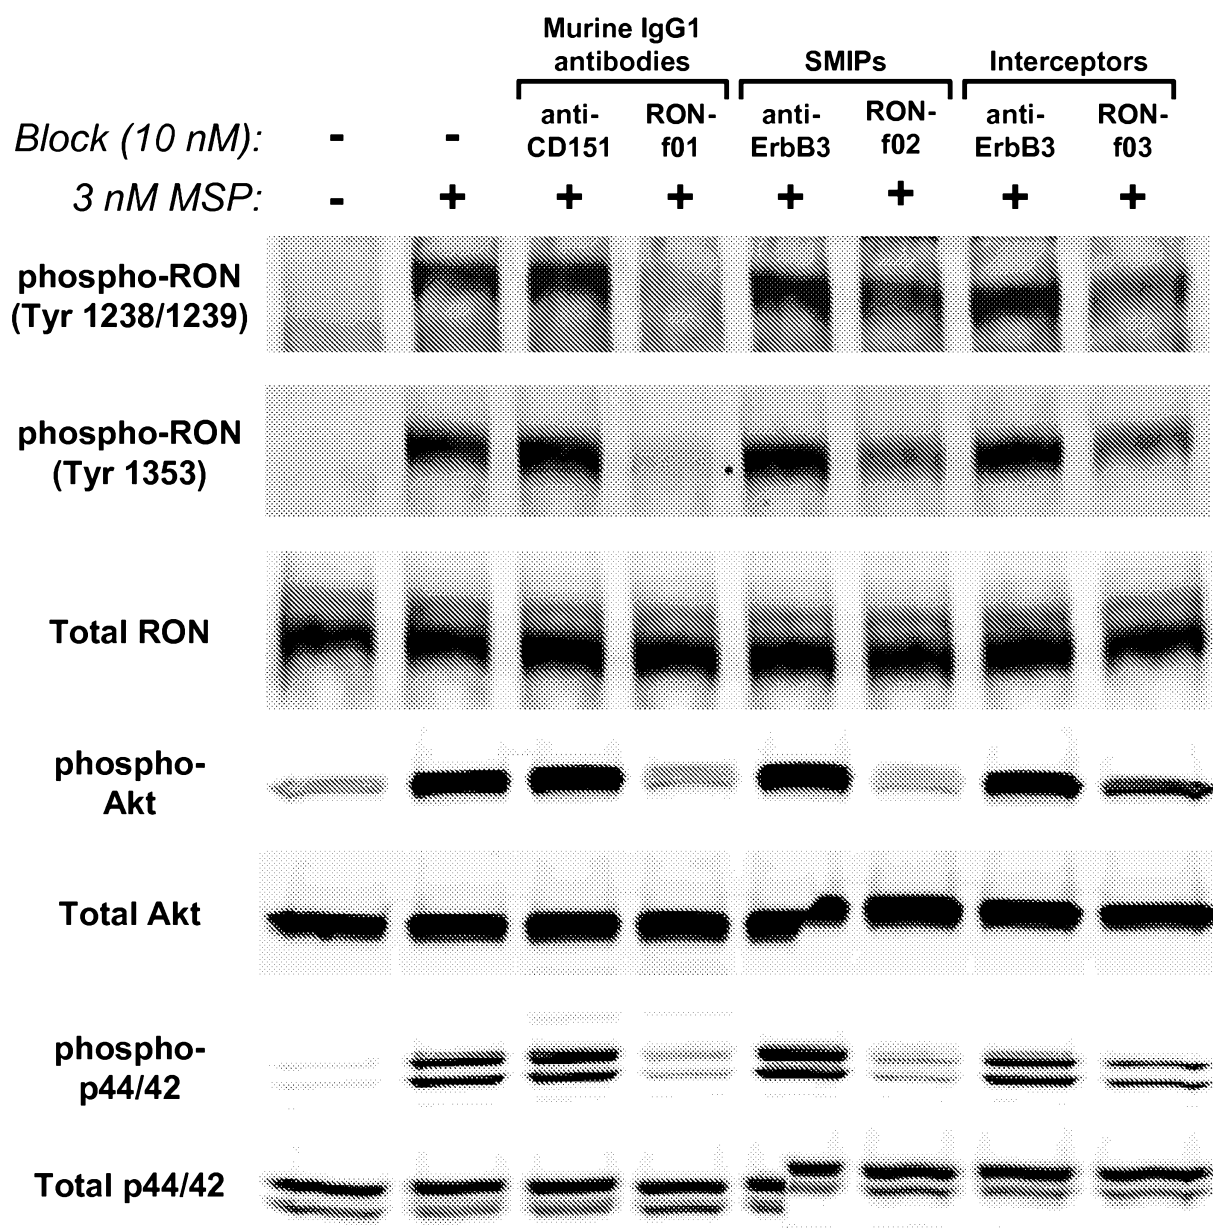 Murine IgG1
antibodies
SMIPs
Interceptors
Block (10 nM):
-
-
anti-
CD151
RON-
f01
anti-
ErbB3
RON-
f02
anti-
ErbB3
RON-
f03
3 nM MSP:
-
+
+
+
+
+
+
+
phospho-RON
(Tyr 1238/1239)
phospho-RON
(Tyr 1353)
Total RON
phospho-
Akt
Total Akt
phospho-
p44/42
Total p44/42